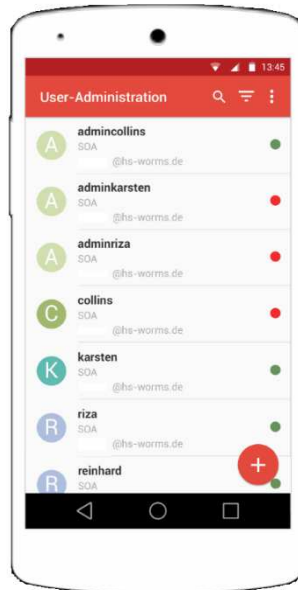 13:45
User-Administration
A
admincollins
SOA
@hs-worms.de
A
adminkarsten
SOA
@hs-worms.de
A
adminriza
SOA
@hs-worms.de
C
collins
SOA
@hs-worms.de
K
karsten
SOA
@hs-worms.de
R
riza
SOA
@hs-worms.de
R
reinhard
SOA